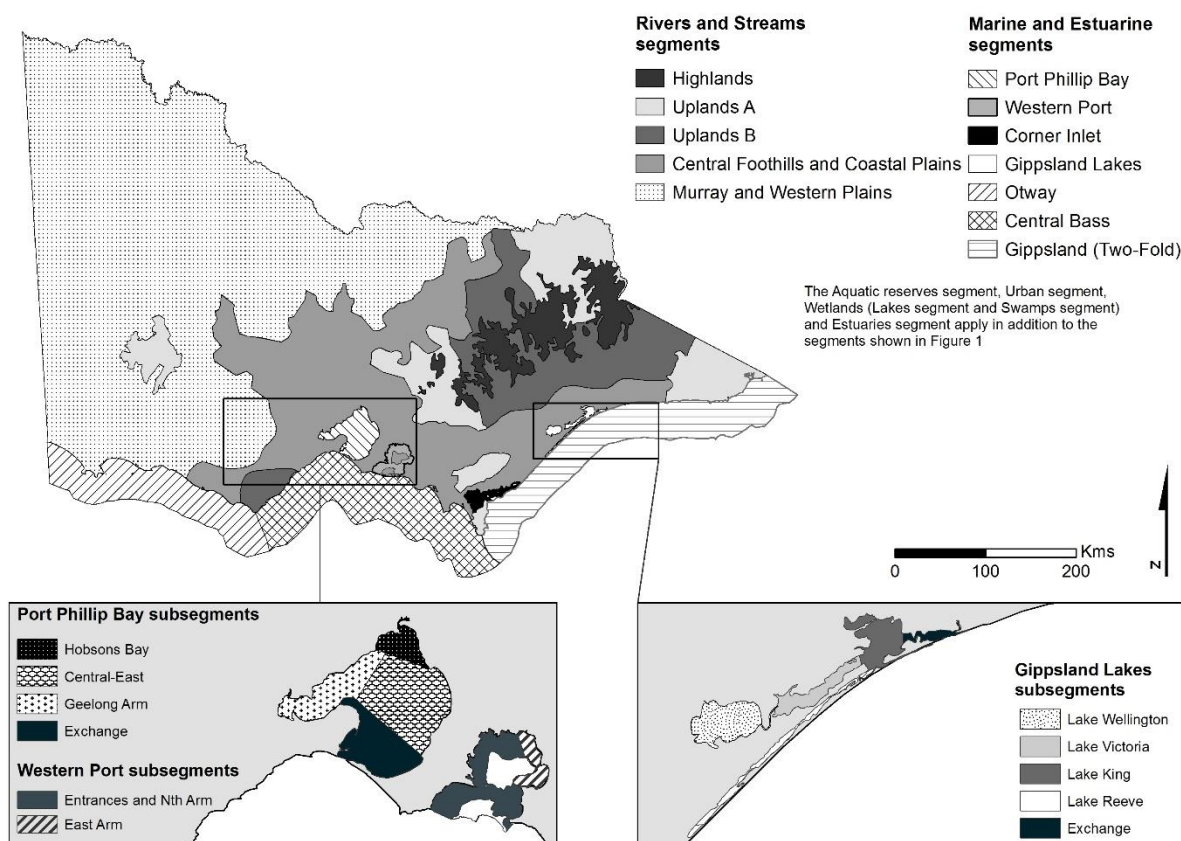 Rivers and Streams
segments
Highlands
Uplands A
Uplands B
Central Foothills and Coastal Plains
Murray and Western Plains
Marine and Estuarine
segments
Port Phillip Bay
Western Port
Corner Inlet
Gippsland Lakes
Otway
Central Bass
Gippsland (Two-Fold)
The Aquatic reserves segment, Urban segment,
Wetlands (Lakes segment and Swamps segment)
and Estuaries segment apply in addition to the
segments shown in Figure 1
Kms
0 100 200
N
Port Phillip Bay subsegments
Hobsons Bay
Central-East
Geelong Arm
Exchange
Western Port subsegments
Entrances and Nth Arm
East Arm
Gippsland Lakes
subsegments
Lake Wellington
Lake Victoria
Lake King
Lake Reeve
Exchange